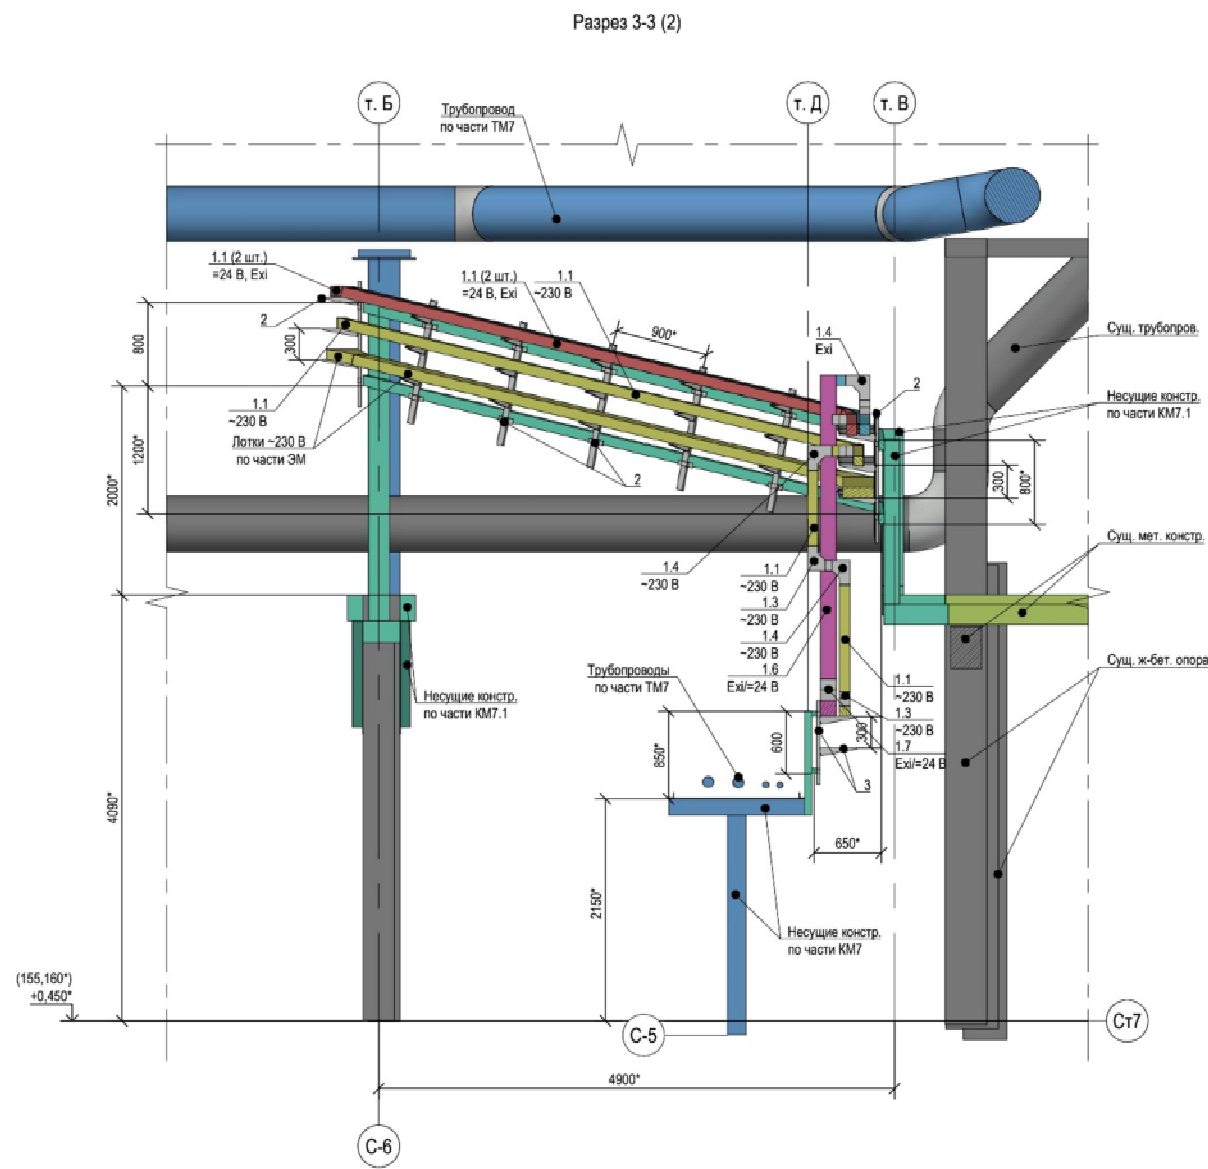 Разрез 3-3 (2)
т. Б
т. Д
т. В
Трубопровод
по части ТМ7
1.1 (2 шт.)
=24 В, Exi
1.1 (2 шт.)
=24 В, Exi
1.1
~230 В
2
900*
1.4
Exi
Сущ. трубопров.
800
300
2
Несущие констр.
по части КМ7.1
1.1
~230 В
Лотки ~230 В
по части ЭМ
1200*
2000*
2
300
800*
Сущ. мет. констр.
1.4
~230 В
1.1
~230 В
1.3
~230 В
1.4
~230 В
1.6
Exi/=24 В
Трубопроводы
по части ТМ7
Сущ. ж-бет. опора
1.1
~230 В
1.3
~230 В
1.7
Exi/=24 В
Несущие констр.
по части КМ7.1
850*
600
300
3
4090*
650*
2150*
Несущие констр.
по части КМ7
(155,160*)
+0,450*
С-5
Ст7
4900*
С-6